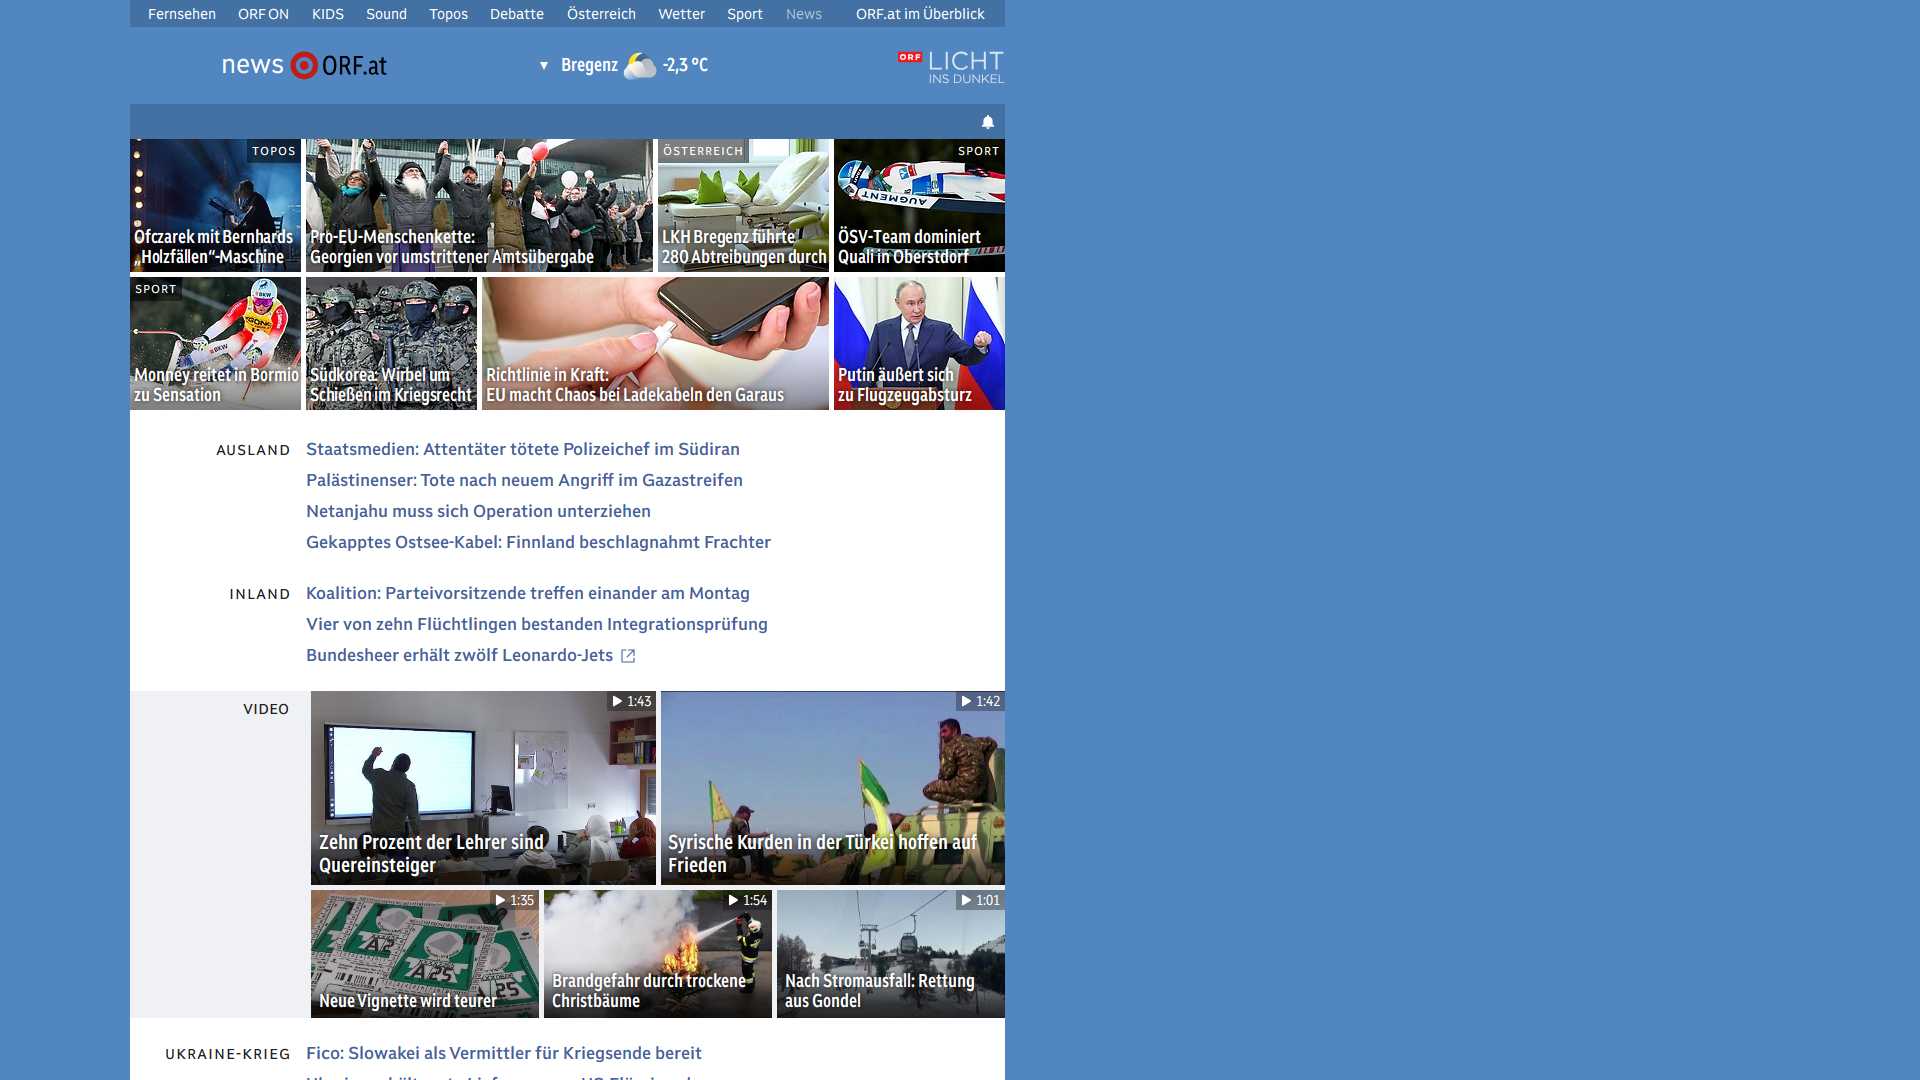 Fernsehen ORF ON KIDS Sound Topos Debatte Österreich Wetter Sport News ORF.at im Überblick
news ORF.at
Bregenz -2,3 °C
ORF LICHT
INS DUNKEL
TOPOS
Ofczarek mit Bernhards
„Holzfällen“-Maschine
Pro-EU-Menschenkette:
Georgien vor umstrittener Amtsübergabe
ÖSTERREICH
LKH Bregenz führte
280 Abtreibungen durch
SPORT
AUGMENT
ÖSV-Team dominiert
Quali in Oberstdorf
SPORT
BKW
Monney reitet in Bormio
zu Sensation
Südkorea: Wirbel um
Schießen im Kriegsrecht
Richtlinie in Kraft:
EU macht Chaos bei Ladekabeln den Garaus
Putin äußert sich
zu Flugzeugabsturz
AUSLAND
Staatsmedien: Attentäter tötete Polizeichef im Südiran
Palästinenser: Tote nach neuem Angriff im Gazastreifen
Netanjahu muss sich Operation unterziehen
Gekapptes Ostsee-Kabel: Finnland beschlagnahmt Frachter
INLAND
Koalition: Parteivorsitzende treffen einander am Montag
Vier von zehn Flüchtlingen bestanden Integrationsprüfung
Bundesheer erhält zwölf Leonardo-Jets
VIDEO
1:43
Zehn Prozent der Lehrer sind
Quereinsteiger
1:42
Syrische Kurden in der Türkei hoffen auf
Frieden
1:35
A25
Neue Vignette wird teurer
1:54
Brandgefahr durch trockene
Christbäume
1:01
Nach Stromausfall: Rettung
aus Gondel
UKRAINE-KRIEG
Fico: Slowakei als Vermittler für Kriegsende bereit